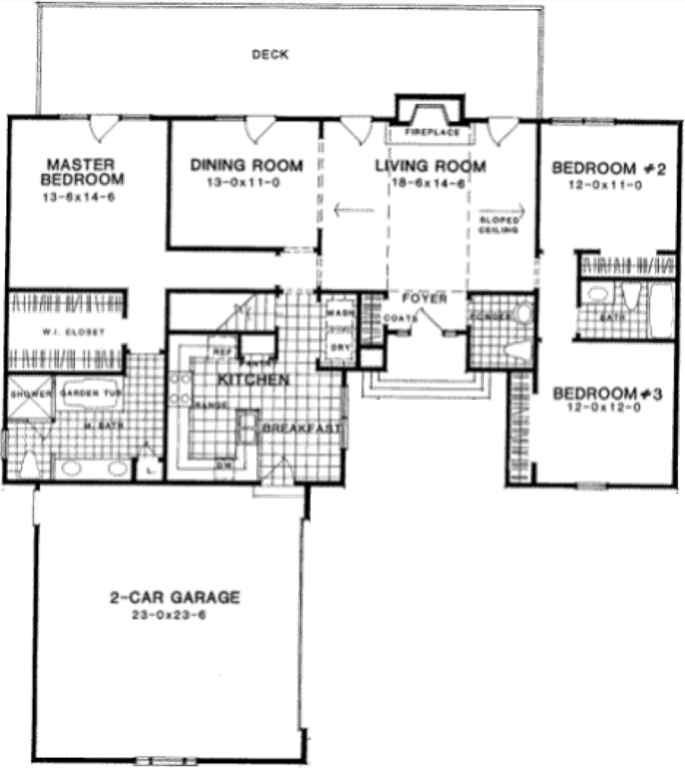 DECK
FIREPLACE
MASTER
BEDROOM
13-6x14-6
DINING ROOM
13-0x11-0
LIVING ROOM
18-6x14-6
BEDROOM #2
12-0x11-0
SLOPED
CEILING
W.I. CLOSET
WASH
DRY
COATS
FOYER
POWDER
BATH
REF
PANTRY
KITCHEN
RANGE
BREAKFAST
DW
SHOWER
GARDEN TUB
M. BATH
L.
BEDROOM #3
12-0x12-0
2-CAR GARAGE
23-0x23-6